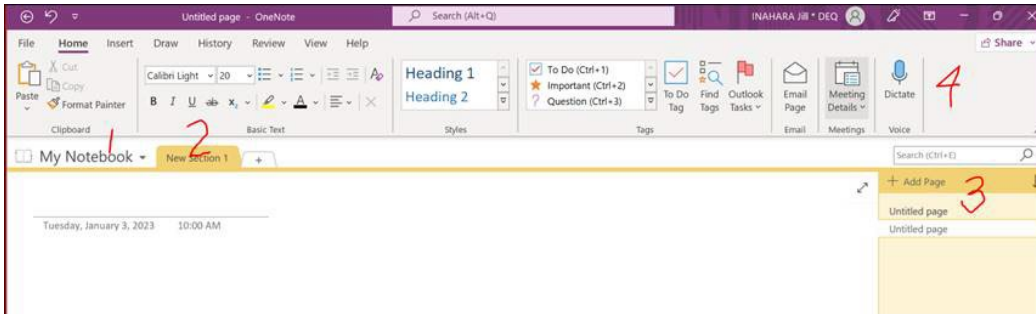 Untitled page - OneNote
Search (Alt+Q)
INAHARA Jill * DEQ
File Home Insert Draw History Review View Help
Share
Paste
Cut
Copy
Format Painter
Clipboard
Calibri Light 20
B I U ab x A
Basic Text
Heading 1
Heading 2
Styles
To Do (Ctrl+1)
Important (Ctrl+2)
? Question (Ctrl+3)
To Do Tag
Find Tags
Outlook Tasks
Tags
Email Page
Email
Meeting Details
Meetings
Dictate
Voice
4
1
2
My Notebook
New Section 1
+
Search (Ctrl+E)
+ Add Page
3
Untitled page
Untitled page
Tuesday, January 3, 2023 10:00 AM